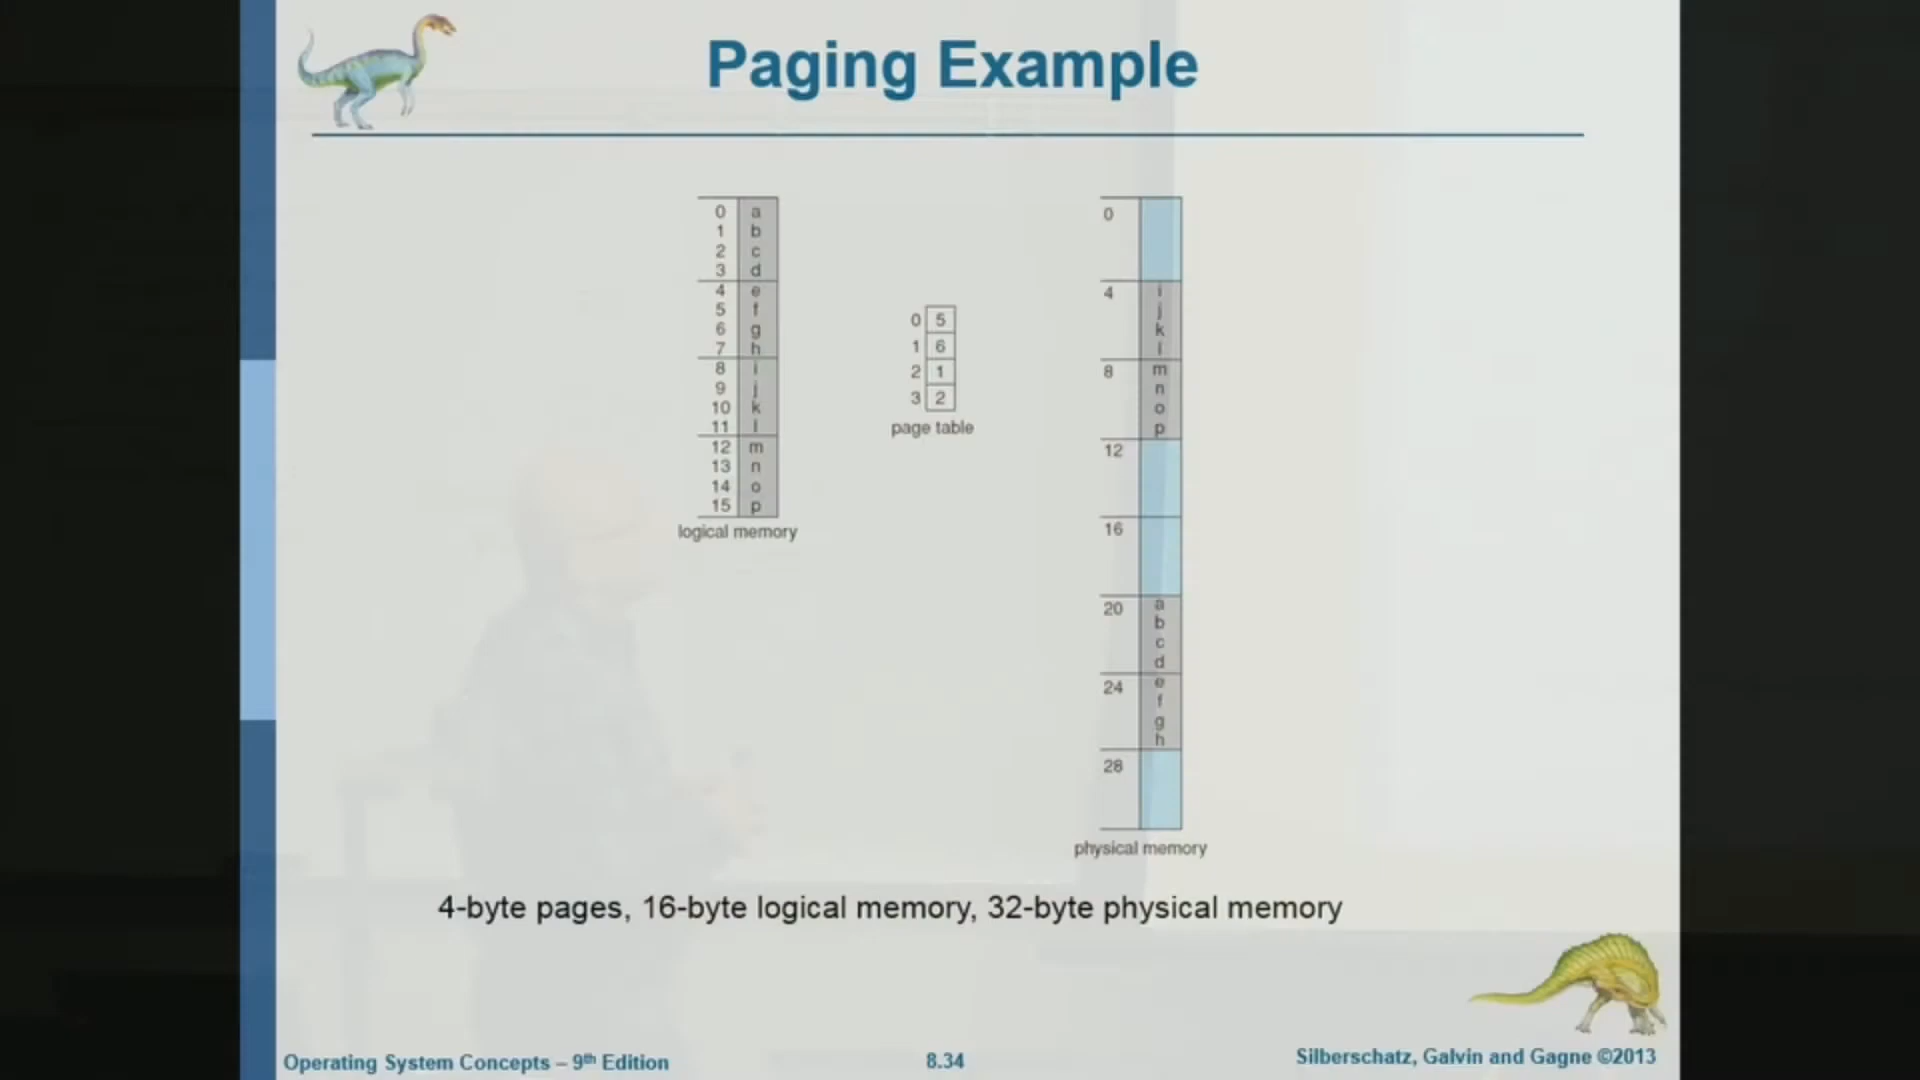 Paging Example
0 a
1 b
2 c
3 d
4 e
5 f
6 g
7 h
8 i
9 j
10 k
11 l
12 m
13 n
14 o
15 p
logical memory
0 5
1 6
2 1
3 2
page table
0
4 i
j
k
l
8 m
n
o
p
12
16
20 a
b
c
d
24 e
f
g
h
28
physical memory
4-byte pages, 16-byte logical memory, 32-byte physical memory
Operating System Concepts – 9th Edition
8.34
Silberschatz, Galvin and Gagne ©2013